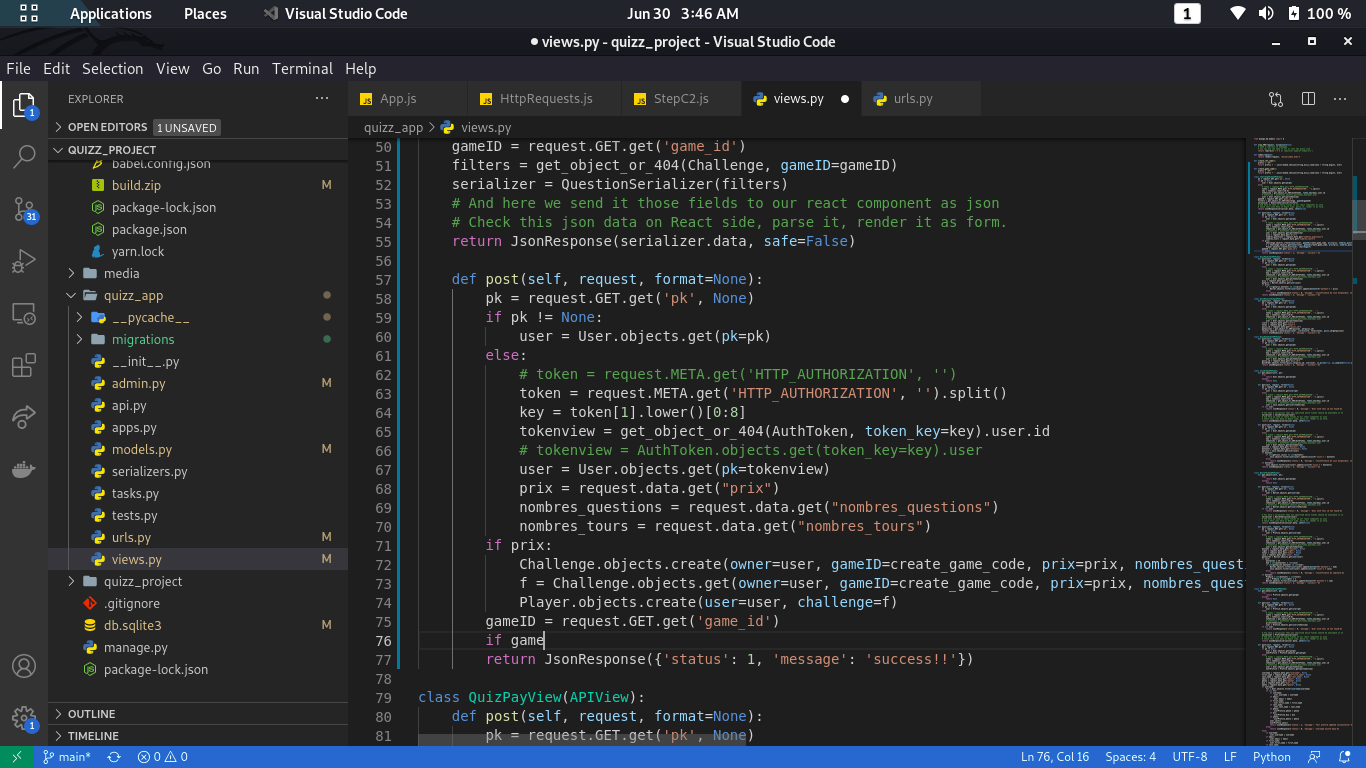 Applications Places Visual Studio Code Jun 30 3:46 AM 1 100 %
views.py - quizz_project - Visual Studio Code
File Edit Selection View Go Run Terminal Help
EXPLORER
OPEN EDITORS 1 UNSAVED
QUIZZ_PROJECT
babel.config.json
build.zip M
package-lock.json
package.json
yarn.lock
media
quizz_app
__pycache__
migrations
__init__.py
admin.py M
api.py
apps.py
models.py M
serializers.py
tasks.py
tests.py
urls.py M
views.py M
quizz_project
.gitignore
db.sqlite3 M
manage.py
package-lock.json
OUTLINE
TIMELINE
1
31
1
App.js HttpRequests.js StepC2.js views.py urls.py
quizz_app > views.py
50 gameID = request.GET.get('game_id')
51 filters = get_object_or_404(Challenge, gameID=gameID)
52 serializer = QuestionSerializer(filters)
53 # And here we send it those fields to our react component as json
54 # Check this json data on React side, parse it, render it as form.
55 return JsonResponse(serializer.data, safe=False)
56
57 def post(self, request, format=None):
58 pk = request.GET.get('pk', None)
59 if pk != None:
60 user = User.objects.get(pk=pk)
61 else:
62 # token = request.META.get('HTTP_AUTHORIZATION', '')
63 token = request.META.get('HTTP_AUTHORIZATION', '').split()
64 key = token[1].lower()[0:8]
65 tokenview = get_object_or_404(AuthToken, token_key=key).user.id
66 # tokenview = AuthToken.objects.get(token_key=key).user
67 user = User.objects.get(pk=tokenview)
68 prix = request.data.get("prix")
69 nombres_questions = request.data.get("nombres_questions")
70 nombres_tours = request.data.get("nombres_tours")
71 if prix:
72 Challenge.objects.create(owner=user, gameID=create_game_code, prix=prix, nombres_questi
73 f = Challenge.objects.get(owner=user, gameID=create_game_code, prix=prix, nombres_ques
74 Player.objects.create(user=user, challenge=f)
75 gameID = request.GET.get('game_id')
76 if game
77 return JsonResponse({'status': 1, 'message': 'success!!'})
78
79 class QuizPayView(APIView):
80 def post(self, request, format=None):
81 pk = request.GET.get('pk', None)
main* 0 0 Ln 76, Col 16 Spaces: 4 UTF-8 LF Python